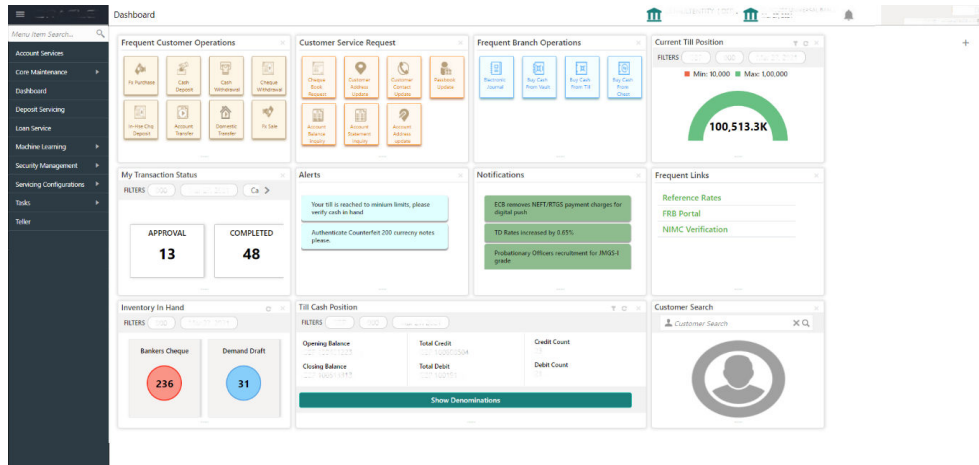 Dashboard
Menu Item Search...
Account Services
Core Maintenance
Dashboard
Deposit Servicing
Loan Service
Machine Learning
Security Management
Servicing Configurations
Tasks
Teller
Frequent Customer Operations
Fx Purchase
Cash
Deposit
Cash
Withdrawal
Cheque
Withdrawal
In-Hse Chq
Deposit
Account
Transfer
Domestic
Transfer
Fx Sale
Customer Service Request
Cheque
Book
Request
Customer
Address
Update
Customer
Contact
Update
Passbook
Update
Account
Balance
Inquiry
Account
Statement
Inquiry
Account
Address
update
Frequent Branch Operations
Electronic
Journal
Buy Cash
From Vault
Buy Cash
From Till
Buy Cash
From
Chest
Current Till Position
FILTERS
Min: 10,000 Max: 1,00,000
100,513.3K
My Transaction Status
FILTERS
Ca
APPROVAL
13
COMPLETED
48
Alerts
Your till is reached to minium limits, please
verify cash in hand
Authenticate Counterfeit 200 currecny notes
please.
Notifications
ECB removes NEFT/RTGS payment charges for
digital push
TD Rates increased by 0.65%
Probationary Officers recruitment for JMGS-I
grade
Frequent Links
Reference Rates
FRB Portal
NIMC Verification
Inventory In Hand
FILTERS
Bankers Cheque
236
Demand Draft
31
Till Cash Position
FILTERS
Opening Balance
Total Credit
Credit Count
Closing Balance
Total Debit
Debit Count
Show Denominations
Customer Search
Customer Search